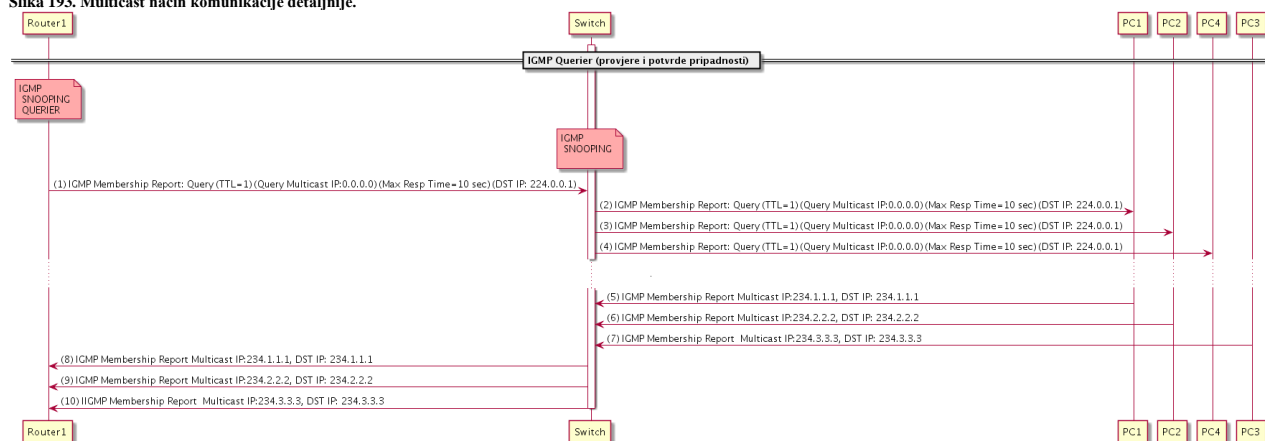 Slika 193. Multicast način komunikacije detaljnije.
Router1 Switch PC1 PC2 PC4 PC3
IGMP Querier (provjere i potvrde pripadnosti)
IGMP
SNOOPING
QUERIER
IGMP
SNOOPING
(1) IGMP Membership Report: Query (TTL=1) (Query Multicast IP:0.0.0.0) (Max Resp Time=10 sec) (DST IP: 224.0.0.1)
(2) IGMP Membership Report: Query (TTL=1) (Query Multicast IP:0.0.0.0) (Max Resp Time=10 sec) (DST IP: 224.0.0.1)
(3) IGMP Membership Report: Query (TTL=1) (Query Multicast IP:0.0.0.0) (Max Resp Time=10 sec) (DST IP: 224.0.0.1)
(4) IGMP Membership Report: Query (TTL=1) (Query Multicast IP:0.0.0.0) (Max Resp Time=10 sec) (DST IP: 224.0.0.1)
.
(5) IGMP Membership Report Multicast IP:234.1.1.1, DST IP: 234.1.1.1
(6) IGMP Membership Report Multicast IP:234.2.2.2, DST IP: 234.2.2.2
(7) IGMP Membership Report  Multicast IP:234.3.3.3, DST IP: 234.3.3.3
(8) IGMP Membership Report Multicast IP:234.1.1.1, DST IP: 234.1.1.1
(9) IGMP Membership Report Multicast IP:234.2.2.2, DST IP: 234.2.2.2
(10) IIGMP Membership Report  Multicast IP:234.3.3.3, DST IP: 234.3.3.3
Router1 Switch PC1 PC2 PC4 PC3